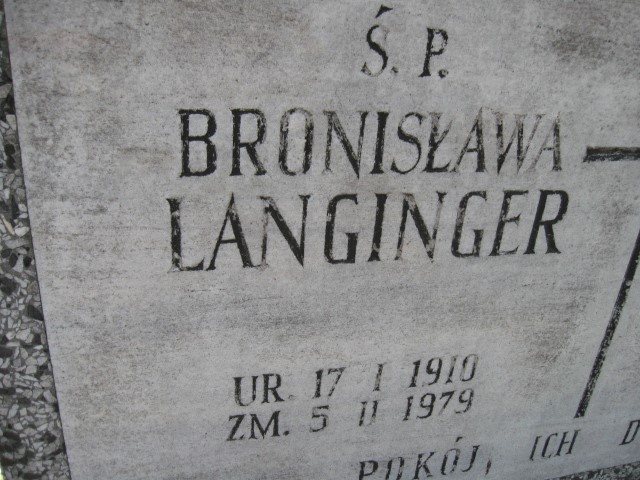 Ś. P.
BRONISŁAWA
LANGINGER
UR. 17 I 1910
ZM. 5 II 1979
POKÓJ ICH D